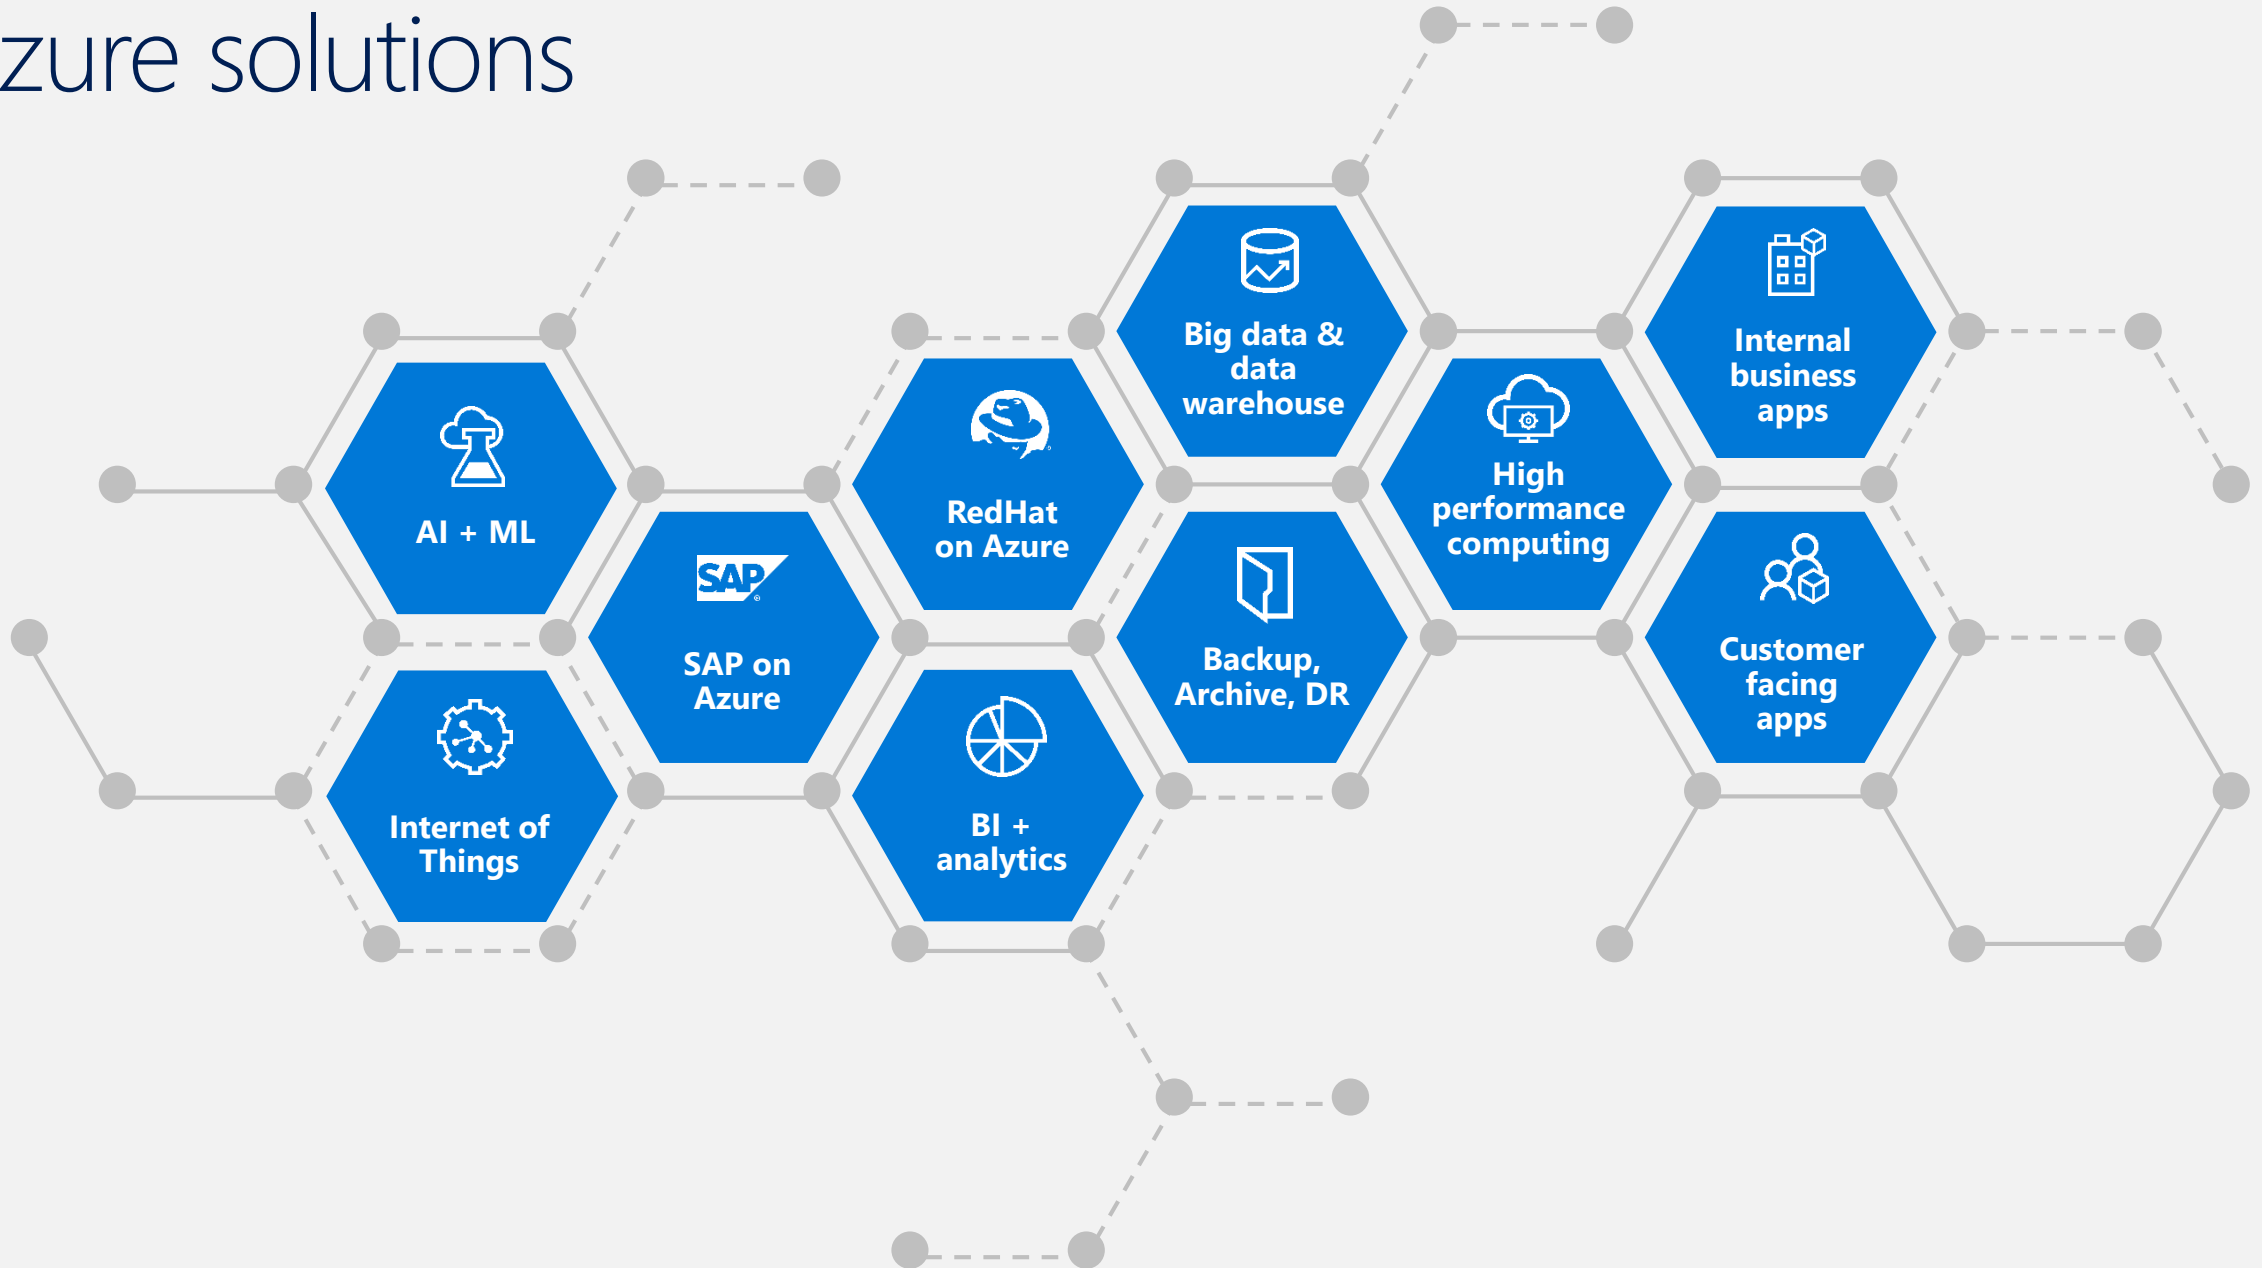 zure solutions
Big data &
data
warehouse
Internal
business
apps
AI + ML
RedHat
on Azure
High
performance
computing
SAP
SAP on
Azure
Backup,
Archive, DR
Customer
facing
apps
Internet of
Things
BI +
analytics